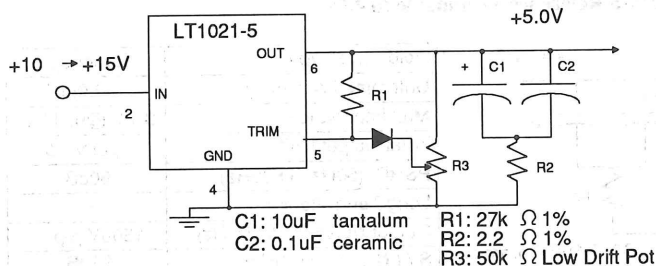 +5.0V
LT1021-5
OUT
6
+10 → +15V
IN
2
R1
+ C1
C2
TRIM
5
GND
4
R3
R2
C1: 10uF tantalum
C2: 0.1uF ceramic
R1: 27k Ω 1%
R2: 2.2 Ω 1%
R3: 50k Ω Low Drift Pot